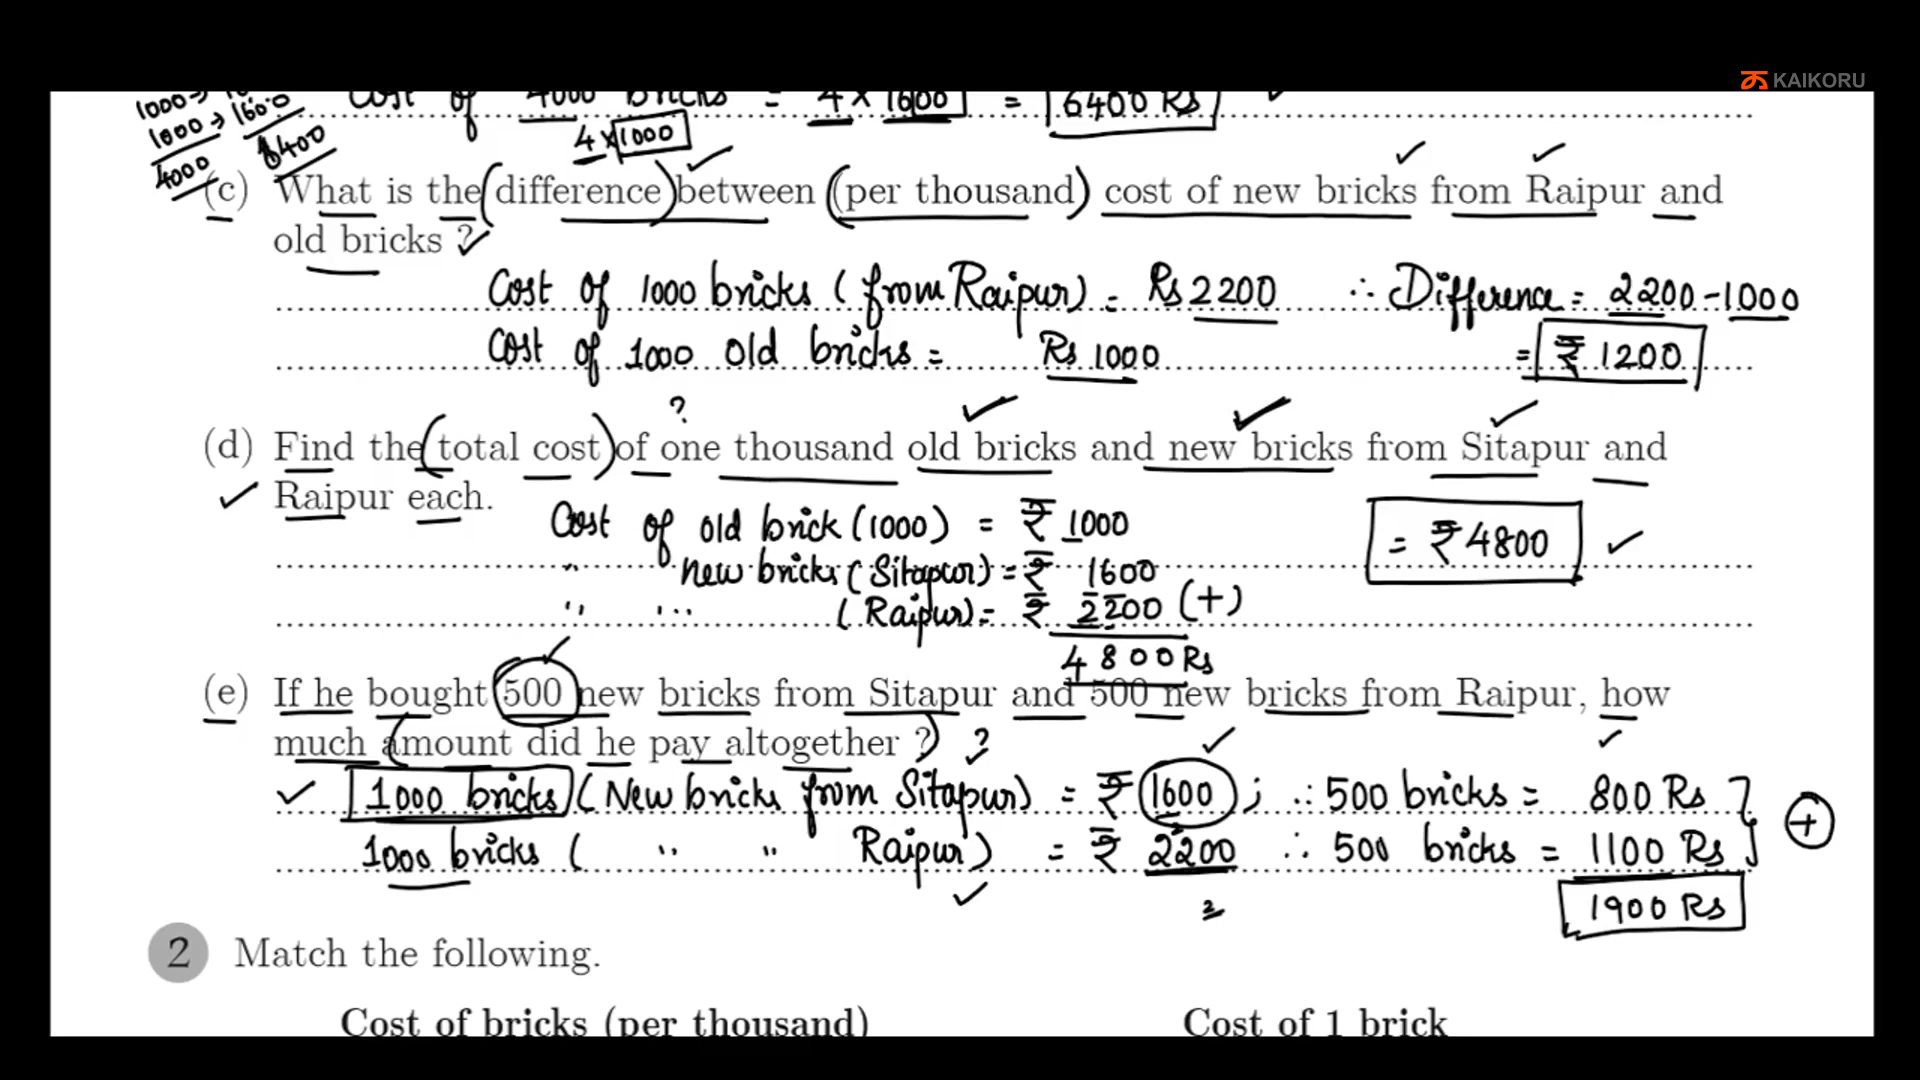 KAIKORU
1000→
1000→ 1600
4000 6400
Cost of 4000 bricks = 4 × 1600 = 6400 Rs
4 × 1000
(c) What is the (difference) between (per thousand) cost of new bricks from Raipur and
old bricks ?
Cost of 1000 bricks (from Raipur) = Rs 2200 ∴ Difference = 2200 - 1000
Cost of 1000 old bricks = Rs 1000 = ₹ 1200
?
(d) Find the (total cost) of one thousand old bricks and new bricks from Sitapur and
Raipur each.
Cost of old brick (1000) = ₹ 1000 = ₹ 4800
" new bricks (Sitapur) = ₹ 1600
" ... (Raipur) = ₹ 2200 (+)
4800 Rs
(e) If he bought 500 new bricks from Sitapur and 500 new bricks from Raipur, how
much (amount did he pay altogether ?) ?
1000 bricks (New bricks from Sitapur) = ₹ 1600 ; ∴ 500 bricks = 800 Rs
1000 bricks ( " " Raipur) = ₹ 2200 ∴ 500 bricks = 1100 Rs +
2
1900 Rs
2 Match the following.
Cost of bricks (per thousand) Cost of 1 brick